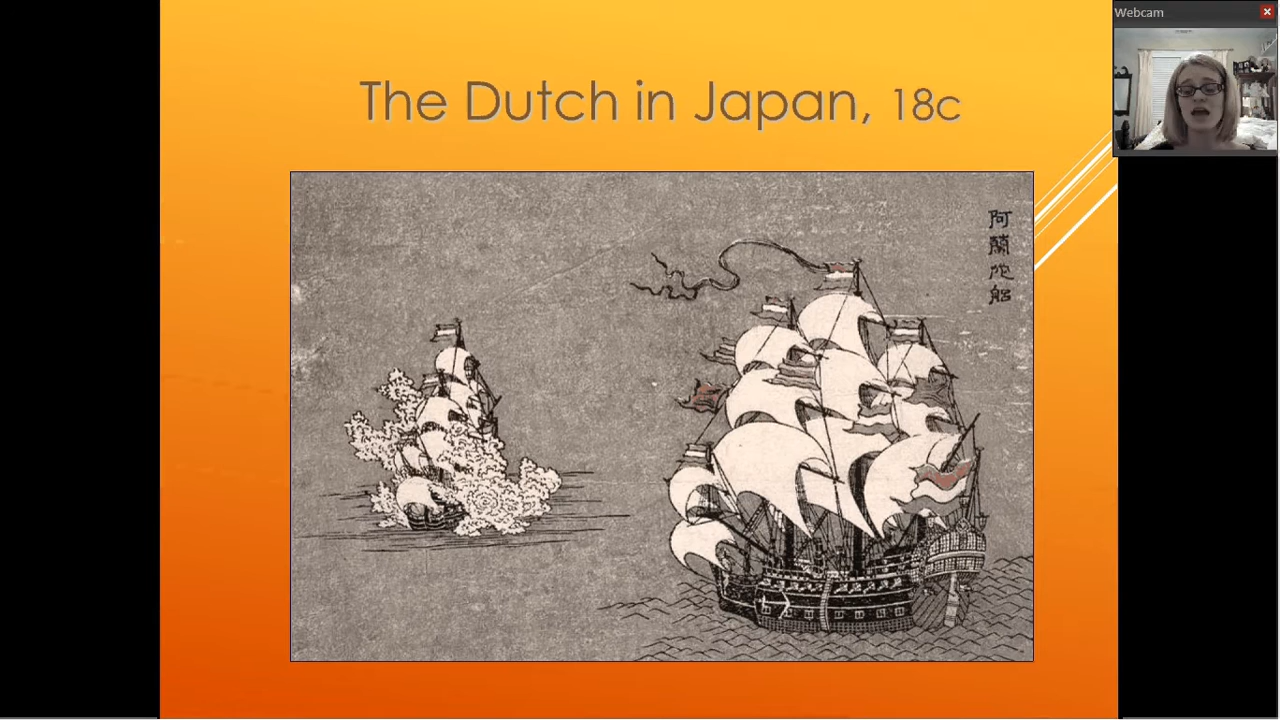 Webcam
The Dutch in Japan, 18c
阿蘭陀船